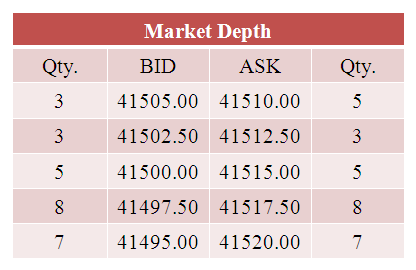 Market Depth
Qty. BID ASK Qty.
3 41505.00 41510.00 5
3 41502.50 41512.50 3
5 41500.00 41515.00 5
8 41497.50 41517.50 8
7 41495.00 41520.00 7